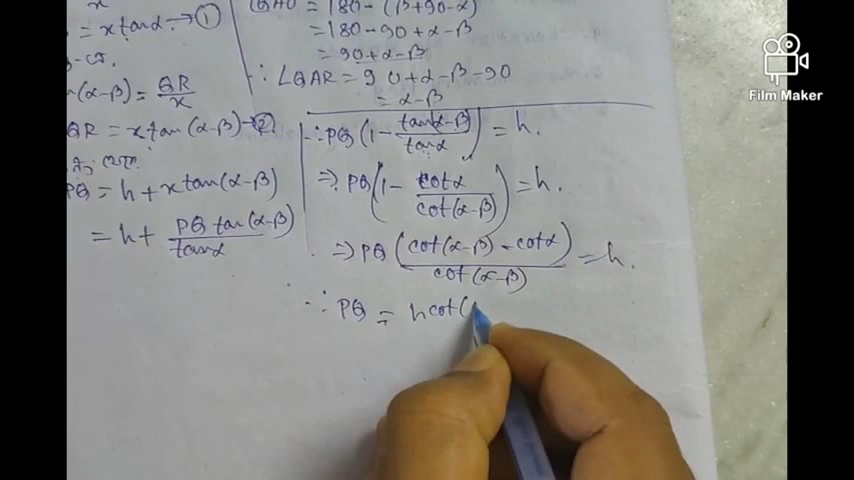 x
= x tanα → ①
n(α-β) = QR/x
QR = x tan(α-β) → ②
PQ = h + x tan(α-β)
= h + PQ tan(α-β)/tanα
QAO = 180 - (β+90-α)
= 180 - 90 + α - β
= 90 + α - β
∴ ∠QAR = 90 + α - β - 90
= α - β
∴ PQ(1 - tan(α-β)/tanα) = h.
⇒ PQ(1 - cotα/cot(α-β)) = h.
⇒ PQ(cot(α-β) - cotα/cot(α-β)) = h.
∴ PQ = h cot(
Film Maker